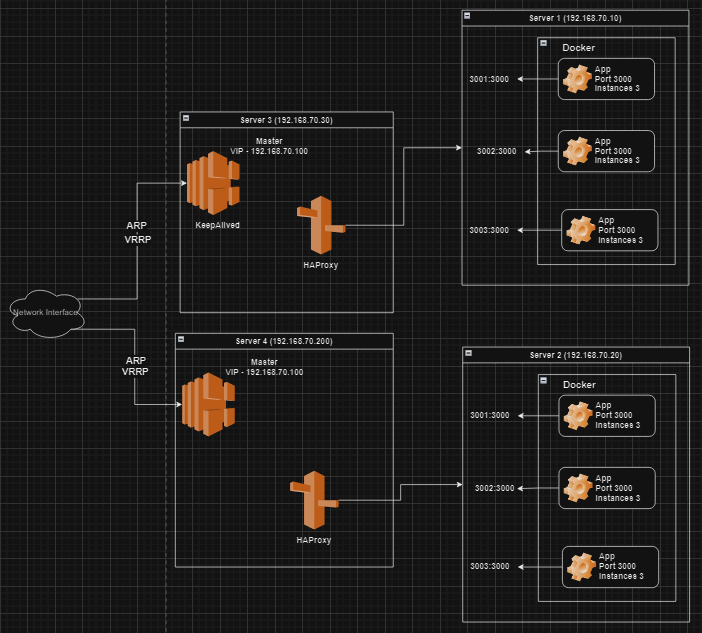 Server 1 (192.168.70.10)
Docker
App
Port 3000
Instances 3
3001:3000
App
Port 3000
Instances 3
3002:3000
App
Port 3000
Instances 3
3003:3000
Server 3 (192.168.70.30)
Master
VIP - 192.168.70.100
KeepAlived
HAProxy
ARP
VRRP
Network Interface
ARP
VRRP
Server 4 (192.168.70.200)
Master
VIP - 192.168.70.100
HAProxy
Server 2 (192.168.70.20)
Docker
App
Port 3000
Instances 3
3001:3000
App
Port 3000
Instances 3
3002:3000
App
Port 3000
Instances 3
3003:3000